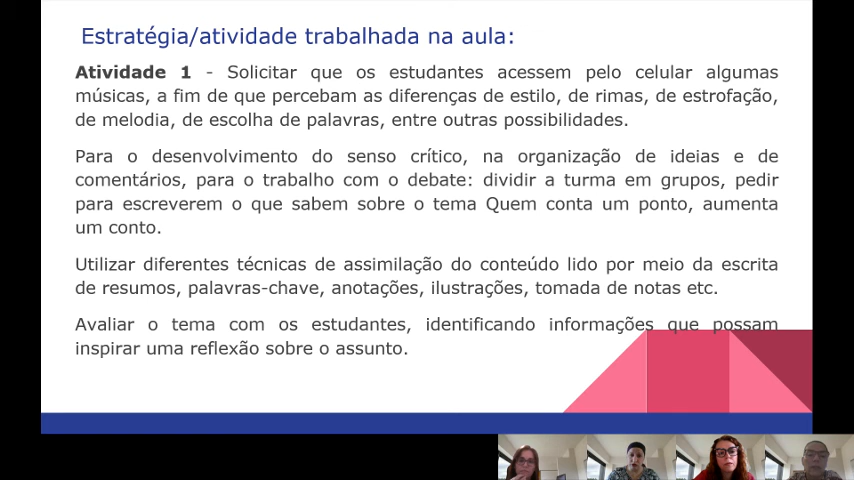 Estratégia/atividade trabalhada na aula:
Atividade 1 - Solicitar que os estudantes acessem pelo celular algumas
músicas, a fim de que percebam as diferenças de estilo, de rimas, de estrofação,
de melodia, de escolha de palavras, entre outras possibilidades.
Para o desenvolvimento do senso crítico, na organização de ideias e de
comentários, para o trabalho com o debate: dividir a turma em grupos, pedir
para escreverem o que sabem sobre o tema Quem conta um ponto, aumenta
um conto.
Utilizar diferentes técnicas de assimilação do conteúdo lido por meio da escrita
de resumos, palavras-chave, anotações, ilustrações, tomada de notas etc.
Avaliar o tema com os estudantes, identificando informações que possam
inspirar uma reflexão sobre o assunto.